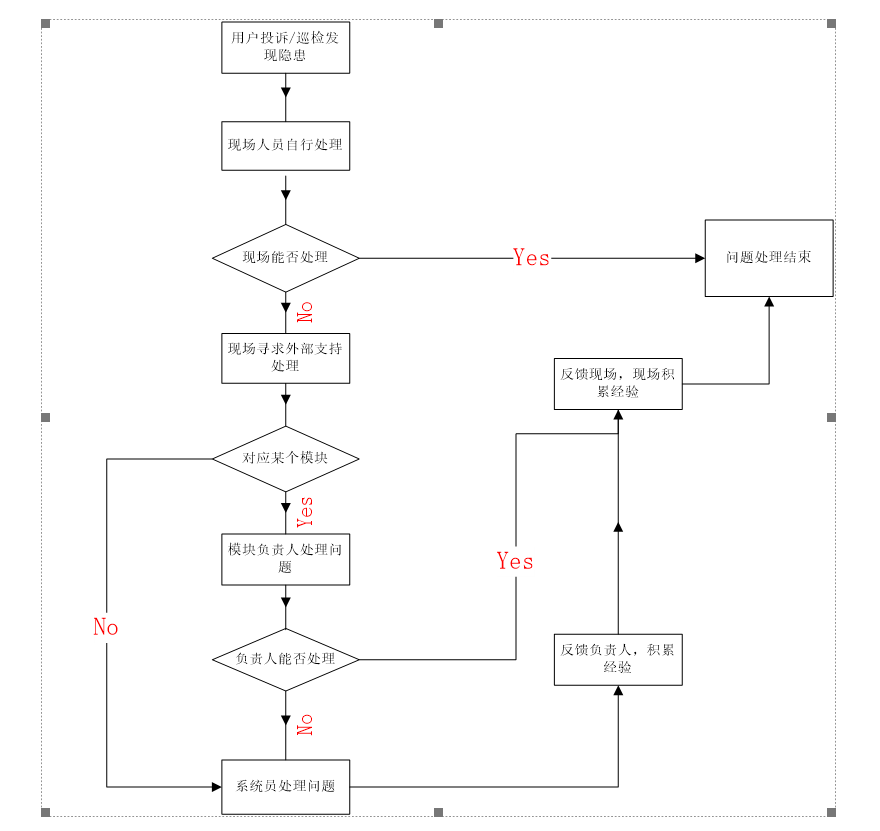 用户投诉/巡检发
现隐患
现场人员自行处理
现场能否处理
Yes
问题处理结束
No
现场寻求外部支持
处理
反馈现场，现场积
累经验
对应某个模块
Yes
模块负责人处理问
题
Yes
No
负责人能否处理
反馈负责人，积累
经验
No
系统员处理问题